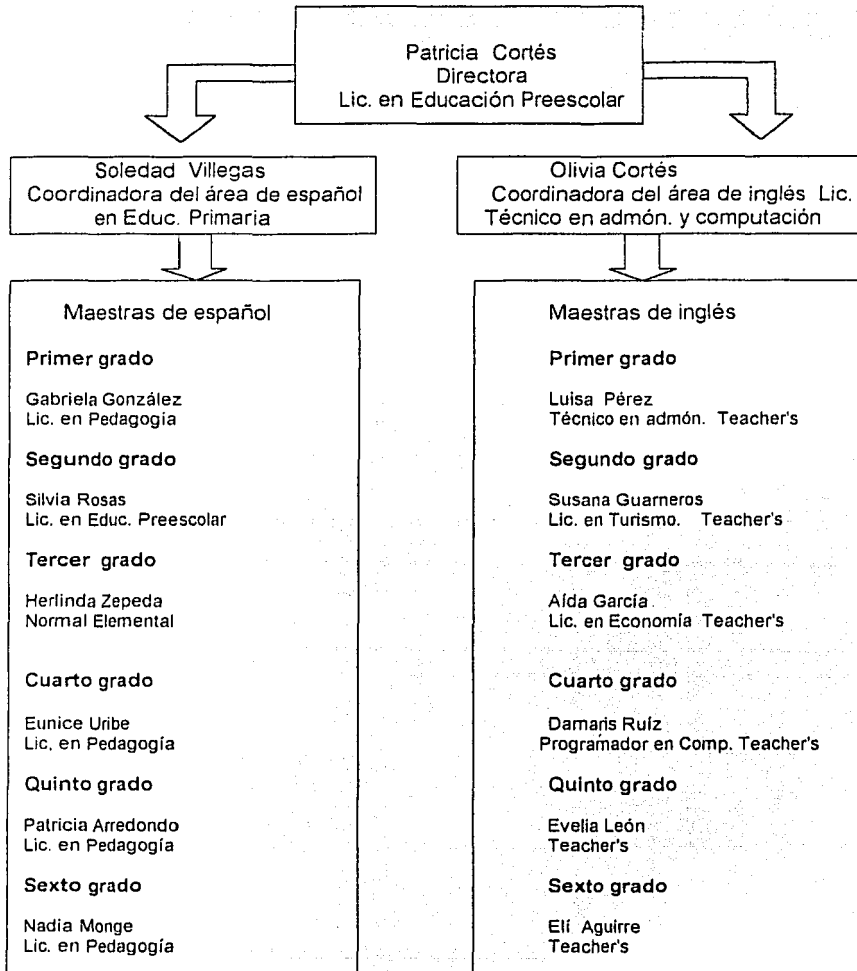 Patricia Cortés
Directora
Lic. en Educación Preescolar
Soledad Villegas
Coordinadora del área de español
en Educ. Primaria
Olivia Cortés
Coordinadora del área de inglés Lic.
Técnico en admón. y computación
Maestras de español
Primer grado
Gabriela González
Lic. en Pedagogía
Segundo grado
Silvia Rosas
Lic. en Educ. Preescolar
Tercer grado
Herlinda Zepeda
Normal Elemental
Cuarto grado
Eunice Uribe
Lic, en Pedagogía
Quinto grado
Patricia Arredondo
Lic. en Pedagogía
Sexto grado
Nadia Monge
Lic. en Pedagogía
Maestras de inglés
Primer grado
Luisa Pérez
Técnico en admón. Teacher's
Segundo grado
Susana Guarneros
Lic. en Turismo. Teacher's
Tercer grado
Aída García
Lic. en Economía Teacher's
Cuarto grado
Damaris Ruíz
Programador en Comp. Teacher's
Quinto grado
Evelia León
Teacher's
Sexto grado
Elí Aguirre
Teacher's